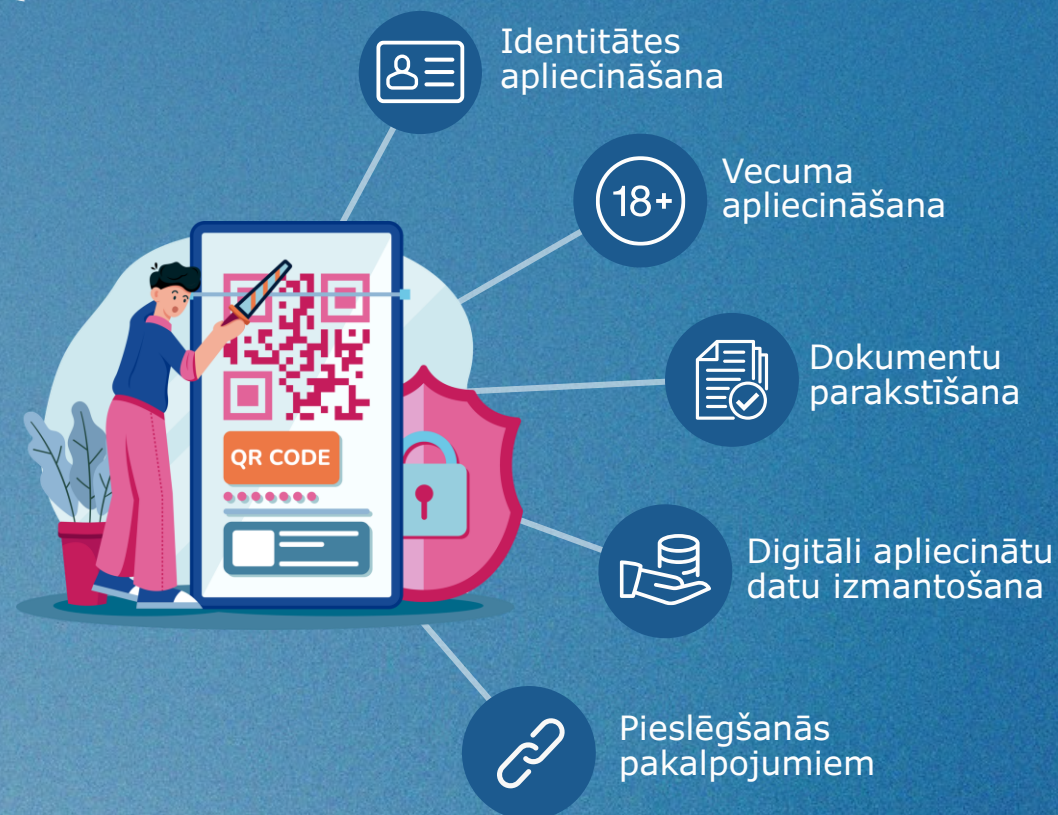 Identitātes
apliecināšana
18+
Vecuma
apliecināšana
Dokumentu
parakstīšana
QR CODE
Digitāli apliecinātu
datu izmantošana
Pieslēgšanās
pakalpojumiem